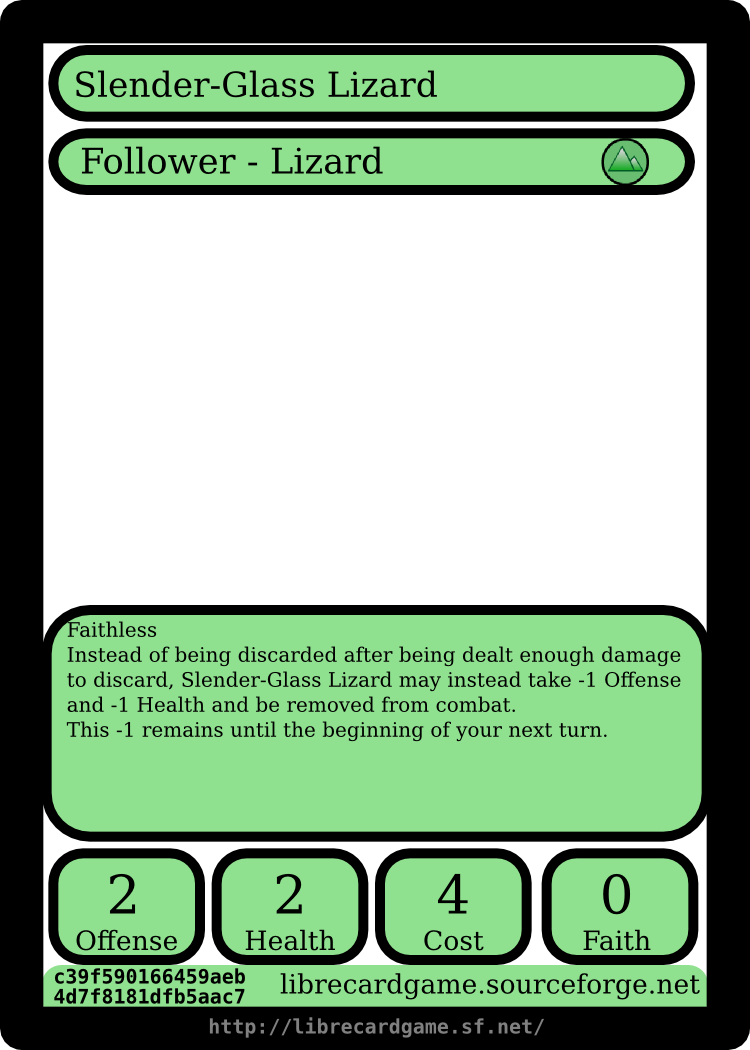 Slender-Glass Lizard
Follower - Lizard
Faithless
Instead of being discarded after being dealt enough damage
to discard, Slender-Glass Lizard may instead take -1 Offense
and -1 Health and be removed from combat.
This -1 remains until the beginning of your next turn.
2
Offense
2
Health
4
Cost
0
Faith
c39f590166459aeb
4d7f8181dfb5aac7
librecardgame.sourceforge.net
http://librecardgame.sf.net/